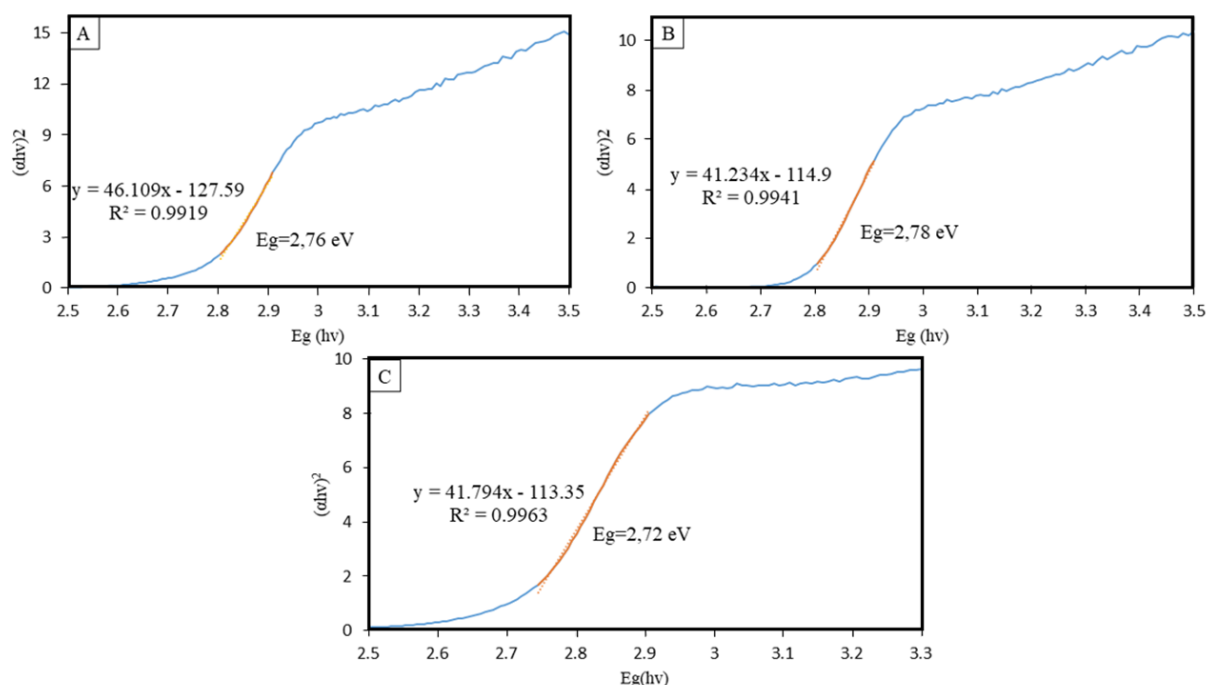 A
15
12
9
6
3
0
(αhv)2
y = 46.109x - 127.59
R² = 0.9919
Eg=2,76 eV
2.5 2.6 2.7 2.8 2.9 3 3.1 3.2 3.3 3.4 3.5
Eg (hv)
B
10
8
6
4
2
0
(αhv)2
y = 41.234x - 114.9
R² = 0.9941
Eg=2,78 eV
2.5 2.6 2.7 2.8 2.9 3 3.1 3.2 3.3 3.4 3.5
Eg (hv)
C
10
8
6
4
2
0
(αhv)²
y = 41.794x - 113.35
R² = 0.9963
Eg=2,72 eV
2.5 2.6 2.7 2.8 2.9 3 3.1 3.2 3.3
Eg(hv)